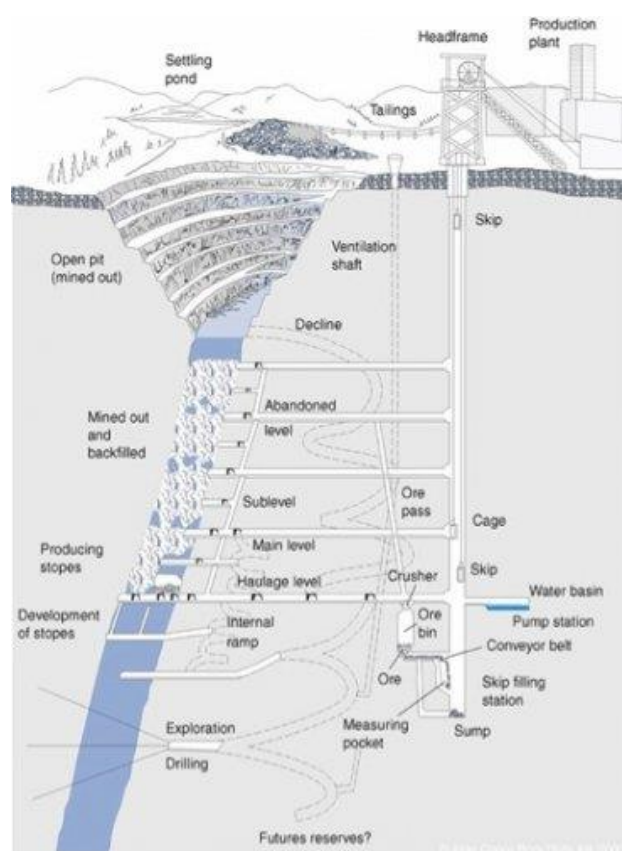 Production
plant
Headframe
Settling
pond
Tailings
Skip
Open pit
(mined out)
Ventilation
shaft
Decline
Mined out
and
backfilled
Abandoned
level
Sublevel
Ore
pass
Cage
Main level
Producing
stopes
Crusher
Skip
Haulage level
Water basin
Development
of stopes
Internal
ramp
Ore
bin
Pump station
Conveyor belt
Ore
Skip filling
station
Measuring
pocket
Sump
Exploration
Drilling
Futures reserves?